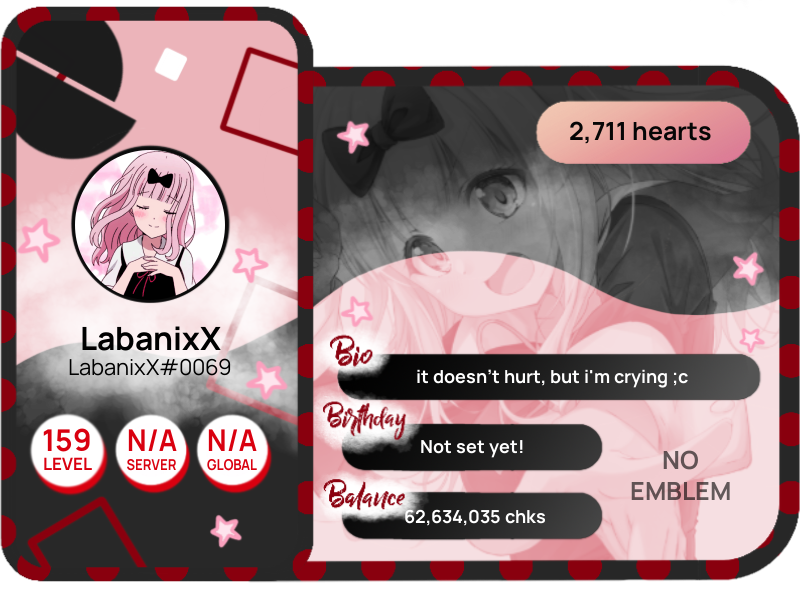 2,711 hearts
LabanixX
LabanixX#0069
159
LEVEL
N/A
SERVER
N/A
GLOBAL
Bio
it doesn't hurt, but i'm crying ;c
Birthday
Not set yet!
Balance
62,634,035 chks
NO
EMBLEM